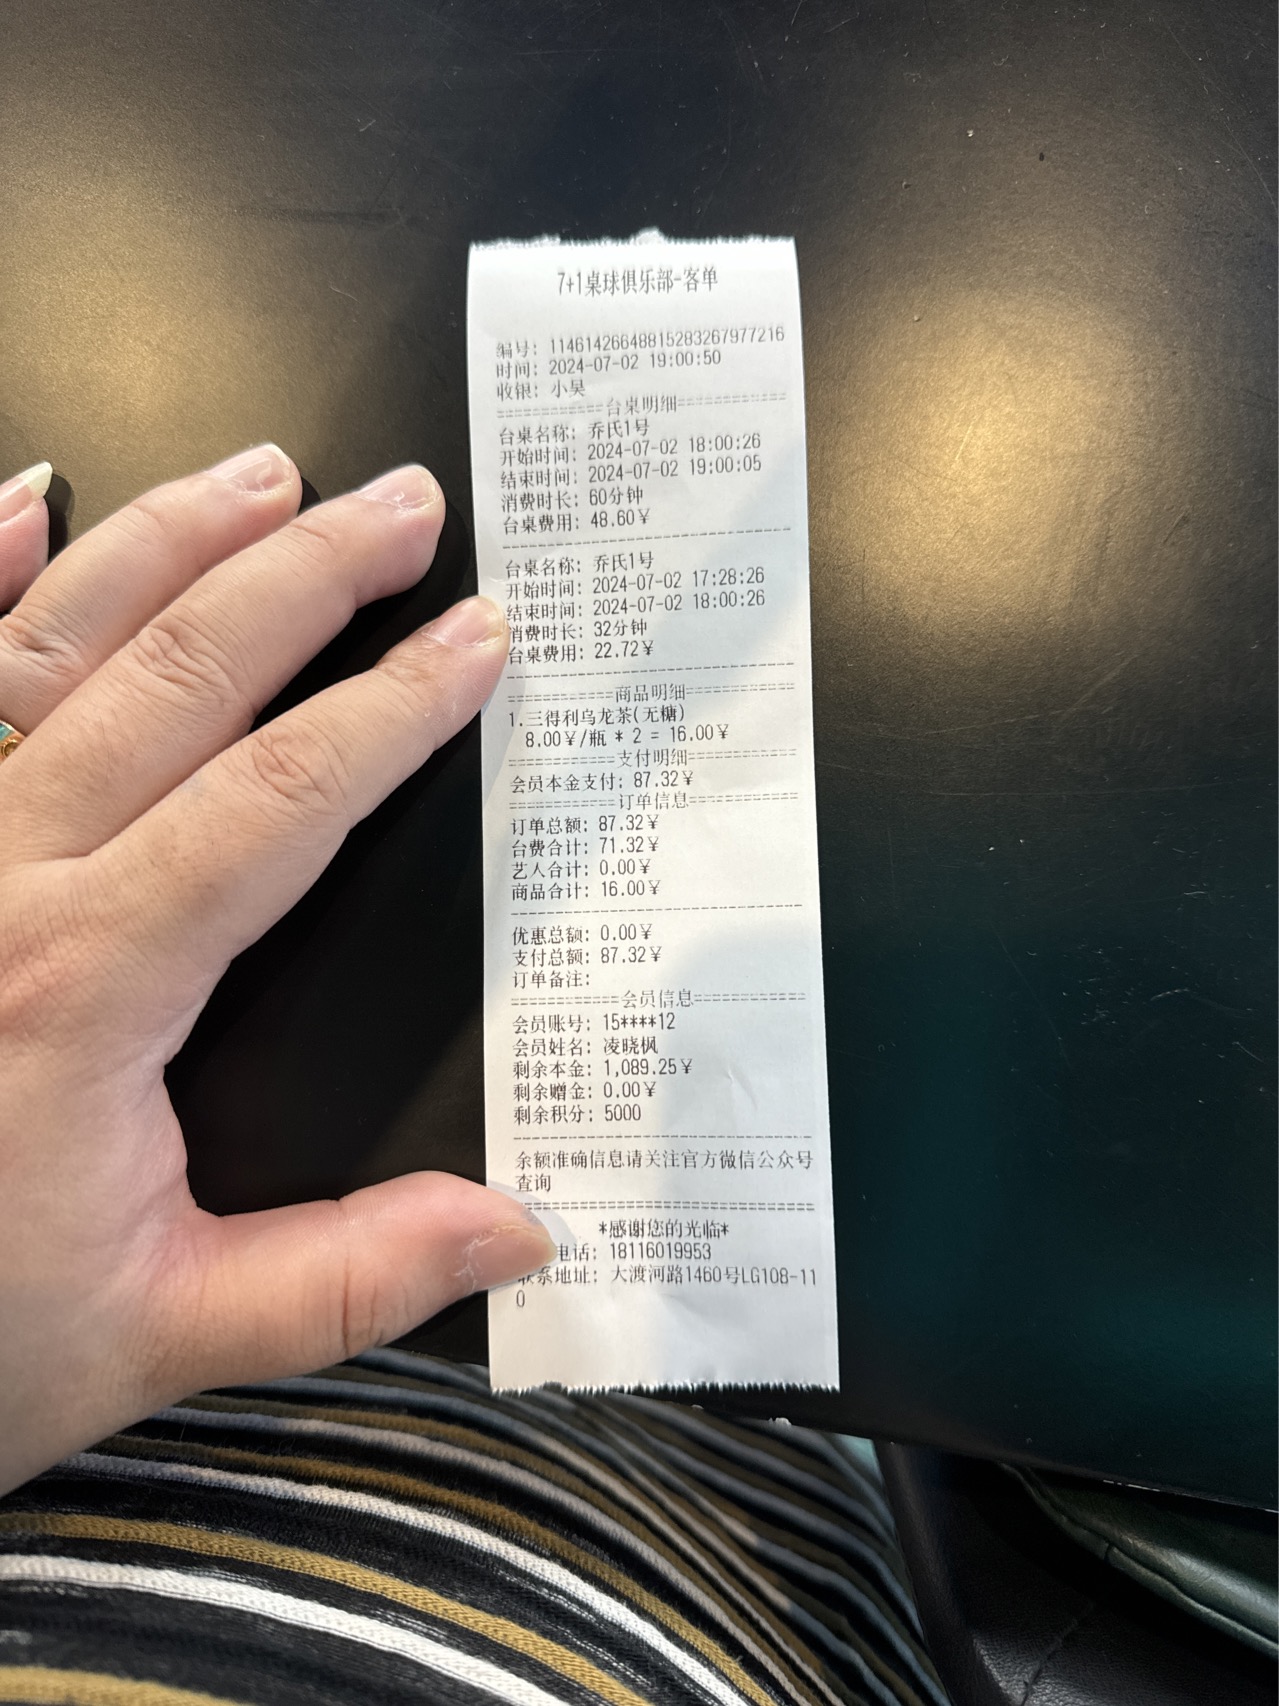 7+1桌球俱乐部-客单
编号: 1146142664881528326797​7216
时间: 2024-07-02 19:00:50
收银: 小昊
============台桌明细============
台桌名称: 乔氏1号
开始时间: 2024-07-02 18:00:26
结束时间: 2024-07-02 19:00:05
消费时长: 60分钟
台桌费用: 48.60¥
--------------------------------
台桌名称: 乔氏1号
开始时间: 2024-07-02 17:28:26
结束时间: 2024-07-02 18:00:26
消费时长: 32分钟
台桌费用: 22.72¥
--------------------------------
============商品明细============
1.三得利乌龙茶(无糖)
8.00¥/瓶 * 2 = 16.00¥
============支付明细============
会员本金支付: 87.32¥
============订单信息============
订单总额: 87.32¥
台费合计: 71.32¥
艺人合计: 0.00¥
商品合计: 16.00¥
--------------------------------
优惠总额: 0.00¥
支付总额: 87.32¥
订单备注:
============会员信息============
会员账号: 15****12
会员姓名: 凌晓枫
剩余本金: 1,089.25¥
剩余赠金: 0.00¥
剩余积分: 5000
--------------------------------
余额准确信息请关注官方微信公众号
查询
================================
*感谢您的光临*
电话: 18116019953
联系地址: 大渡河路1460号LG108-11
0